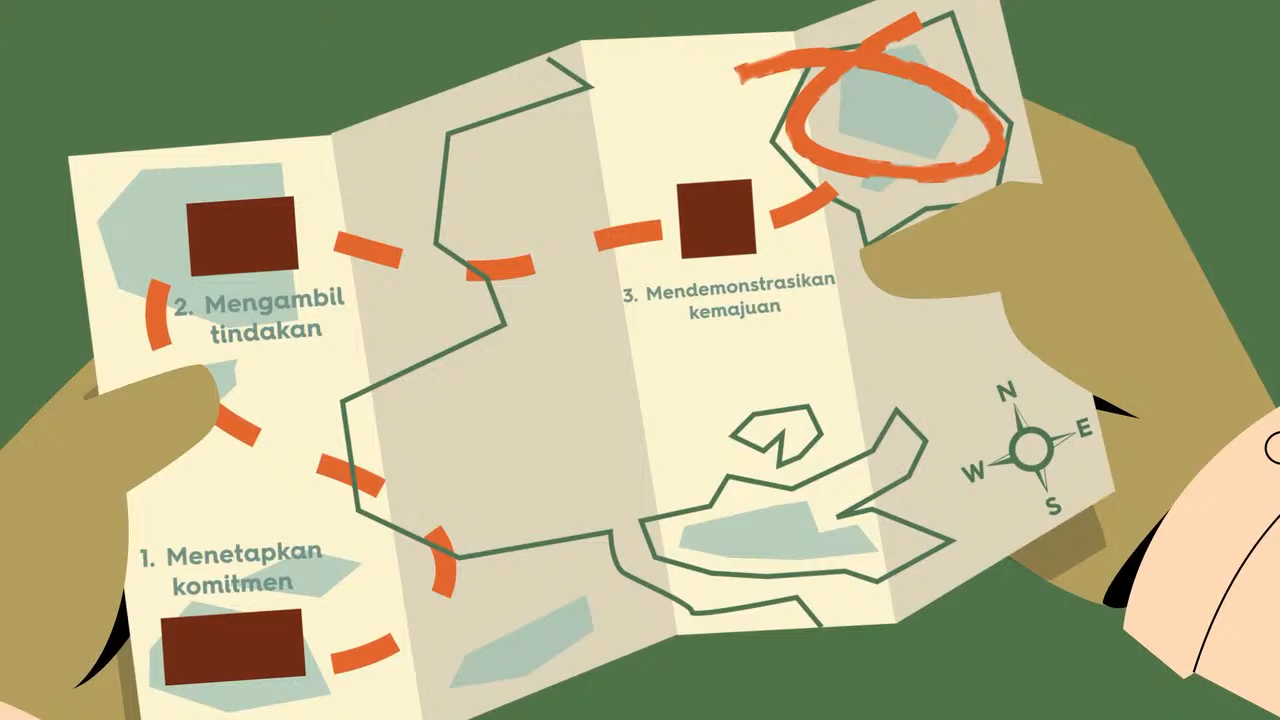 2. Mengambil
tindakan
3. Mendemonstrasikan
kemajuan
1. Menetapkan
komitmen
N
W
E
S